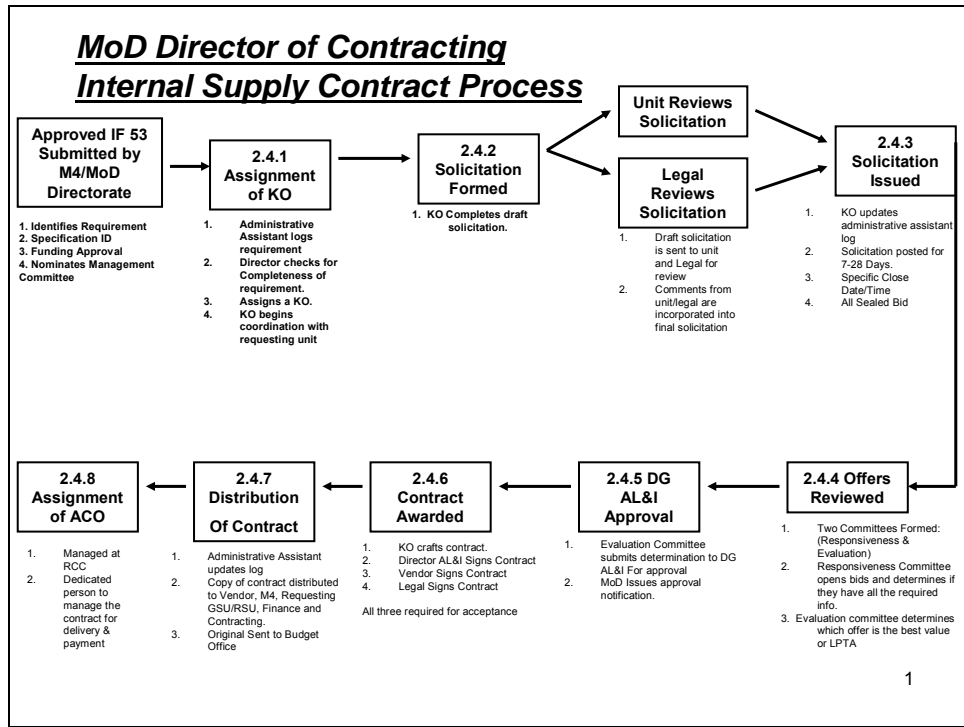 MoD Director of Contracting
Internal Supply Contract Process
Approved IF 53
Submitted by
M4/MoD
Directorate
1. Identifies Requirement
2. Specification ID
3. Funding Approval
4. Nominates Management
Committee
2.4.1
Assignment
of KO
1. Administrative
Assistant logs
requirement
2. Director checks for
Completeness of
requirement.
3. Assigns a KO.
4. KO begins
coordination with
requesting unit
2.4.2
Solicitation
Formed
1. KO Completes draft
solicitation.
Unit Reviews
Solicitation
Legal
Reviews
Solicitation
1. Draft solicitation
is sent to unit
and Legal for
review
2. Comments from
unit/legal are
incorporated into
final solicitation
2.4.3
Solicitation
Issued
1. KO updates
administrative assistant
log
2. Solicitation posted for
7-28 Days.
3. Specific Close
Date/Time
4. All Sealed Bid
2.4.8
Assignment
of ACO
1. Managed at
RCC
2. Dedicated
person to
manage the
contract for
delivery &
payment
2.4.7
Distribution
Of Contract
1. Administrative Assistant
updates log
2. Copy of contract distributed
to Vendor, M4, Requesting
GSU/RSU, Finance and
Contracting.
3. Original Sent to Budget
Office
2.4.6
Contract
Awarded
1. KO crafts contract.
2. Director AL&I Signs Contract
3. Vendor Signs Contract
4. Legal Signs Contract
All three required for acceptance
2.4.5 DG
AL&I
Approval
1. Evaluation Committee
submits determination to DG
AL&I For approval
2. MoD Issues approval
notification.
2.4.4 Offers
Reviewed
1. Two Committees Formed:
(Responsiveness &
Evaluation)
2. Responsiveness Committee
opens bids and determines if
they have all the required
info.
3. Evaluation committee determines
which offer is the best value
or LPTA
1